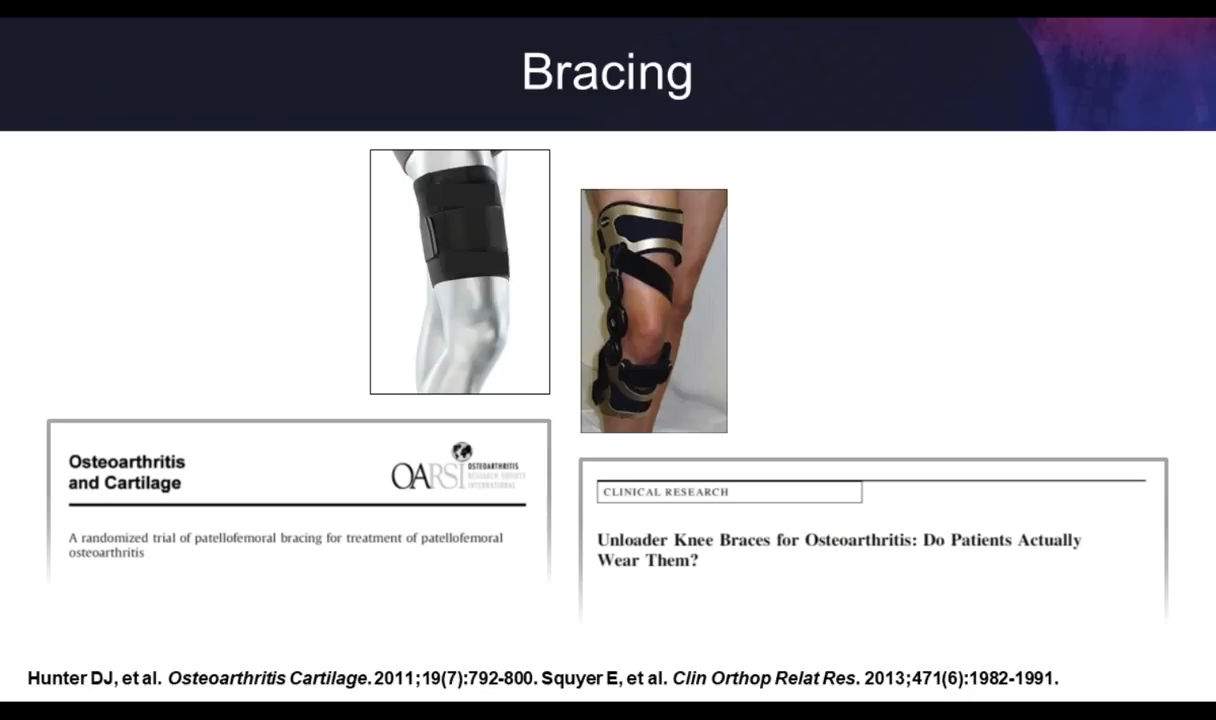 Bracing
Osteoarthritis
and Cartilage
OARSI
OSTEOARTHRITIS
RESEARCH SOCIETY
INTERNATIONAL
A randomized trial of patellofemoral bracing for treatment of patellofemoral
osteoarthritis
CLINICAL RESEARCH
Unloader Knee Braces for Osteoarthritis: Do Patients Actually
Wear Them?
Hunter DJ, et al. Osteoarthritis Cartilage. 2011;19(7):792-800. Squyer E, et al. Clin Orthop Relat Res. 2013;471(6):1982-1991.